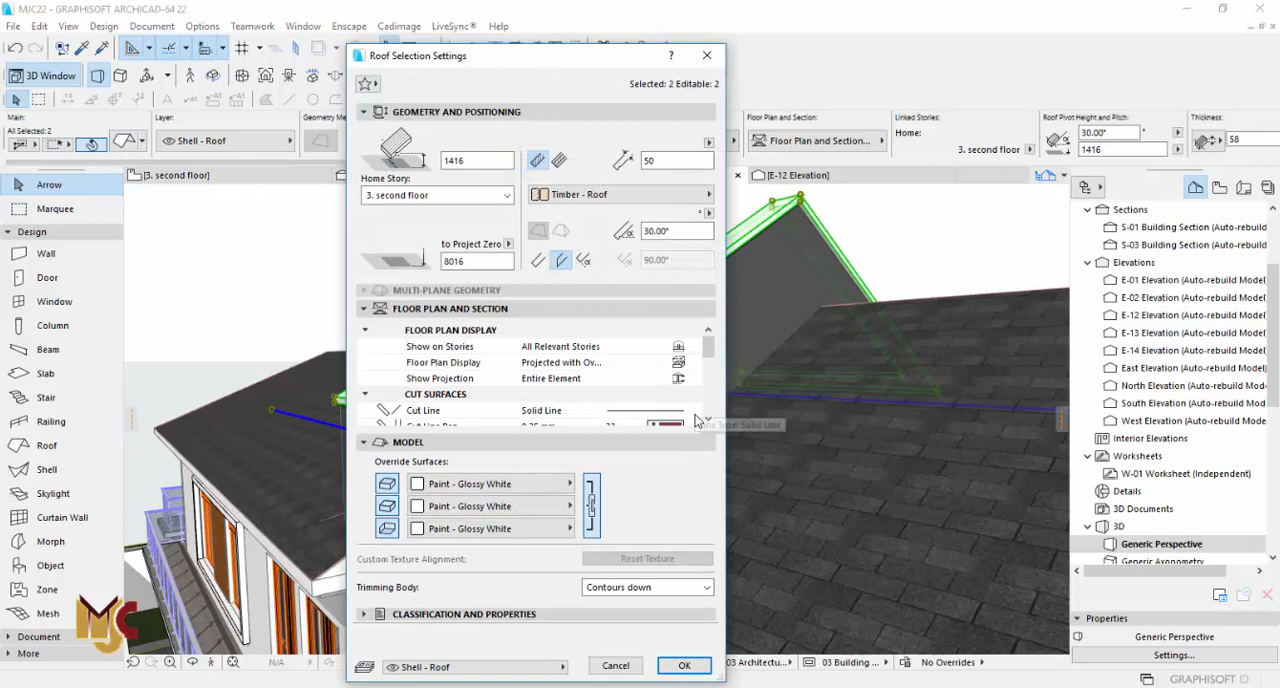 MJC22 - GRAPHISOFT ARCHICAD-64 22
File Edit View Design Document Options Teamwork Window Enscape Cadimage LiveSync® Help
3D Window
Main:
All Selected: 2
Layer:
Shell - Roof
Geometry Me
Floor Plan and Section:
Floor Plan and Section...
Linked Stories:
Home:
3. second floor
Roof Pivot Height and Pitch:
30.00°
1416
Thickness:
58
[3. second floor]
[E-12 Elevation]
Arrow
Marquee
Design
Wall
Door
Window
Column
Beam
Slab
Stair
Railing
Roof
Shell
Skylight
Curtain Wall
Morph
Object
Zone
Mesh
Document
More
MJC
Roof Selection Settings
?
Selected: 2 Editable: 2
GEOMETRY AND POSITIONING
1416
50
Home Story:
3. second floor
Timber - Roof
30.00°
to Project Zero
8016
90.00°
MULTI-PLANE GEOMETRY
FLOOR PLAN AND SECTION
FLOOR PLAN DISPLAY
Show on Stories All Relevant Stories
Floor Plan Display Projected with Ov...
Show Projection Entire Element
CUT SURFACES
Cut Line Solid Line
Line Type: Solid Line
MODEL
Override Surfaces:
Paint - Glossy White
Paint - Glossy White
Paint - Glossy White
Custom Texture Alignment: Reset Texture
Trimming Body: Contours down
CLASSIFICATION AND PROPERTIES
Shell - Roof
Cancel
OK
Sections
S-01 Building Section (Auto-rebuild
S-03 Building Section (Auto-rebuild
Elevations
E-01 Elevation (Auto-rebuild Model)
E-02 Elevation (Auto-rebuild Model)
E-12 Elevation (Auto-rebuild Model)
E-13 Elevation (Auto-rebuild Model)
E-14 Elevation (Auto-rebuild Model)
East Elevation (Auto-rebuild Model)
North Elevation (Auto-rebuild Model)
South Elevation (Auto-rebuild Model)
West Elevation (Auto-rebuild Model)
Interior Elevations
Worksheets
W-01 Worksheet (Independent)
Details
3D Documents
3D
Generic Perspective
Generic Axonometry
Properties
Generic Perspective
Settings...
N/A
03 Architectu...
03 Building ...
No Overrides
GRAPHISOFT ID